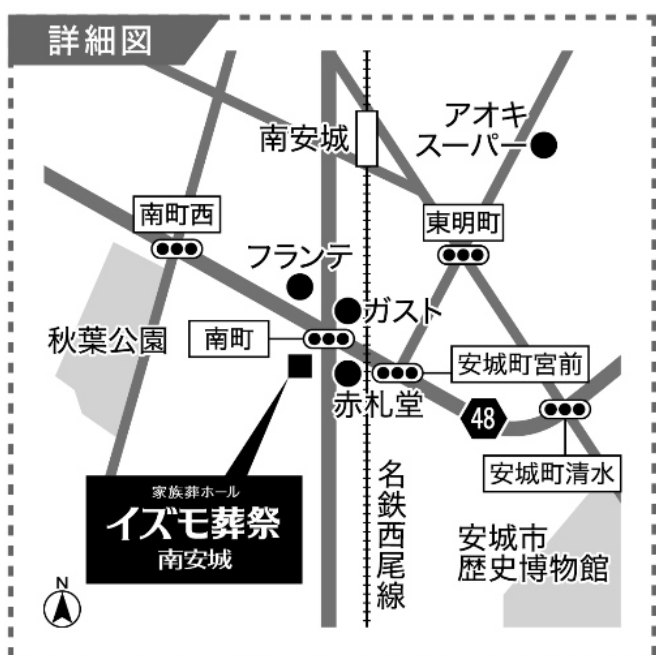 詳細図
南安城
アオキ
スーパー
南町西
東明町
フランテ
ガスト
秋葉公園
南町
安城町宮前
赤札堂
48
安城町清水
家族葬ホール
イズモ葬祭
南安城
名鉄西尾線
安城市
歴史博物館
N